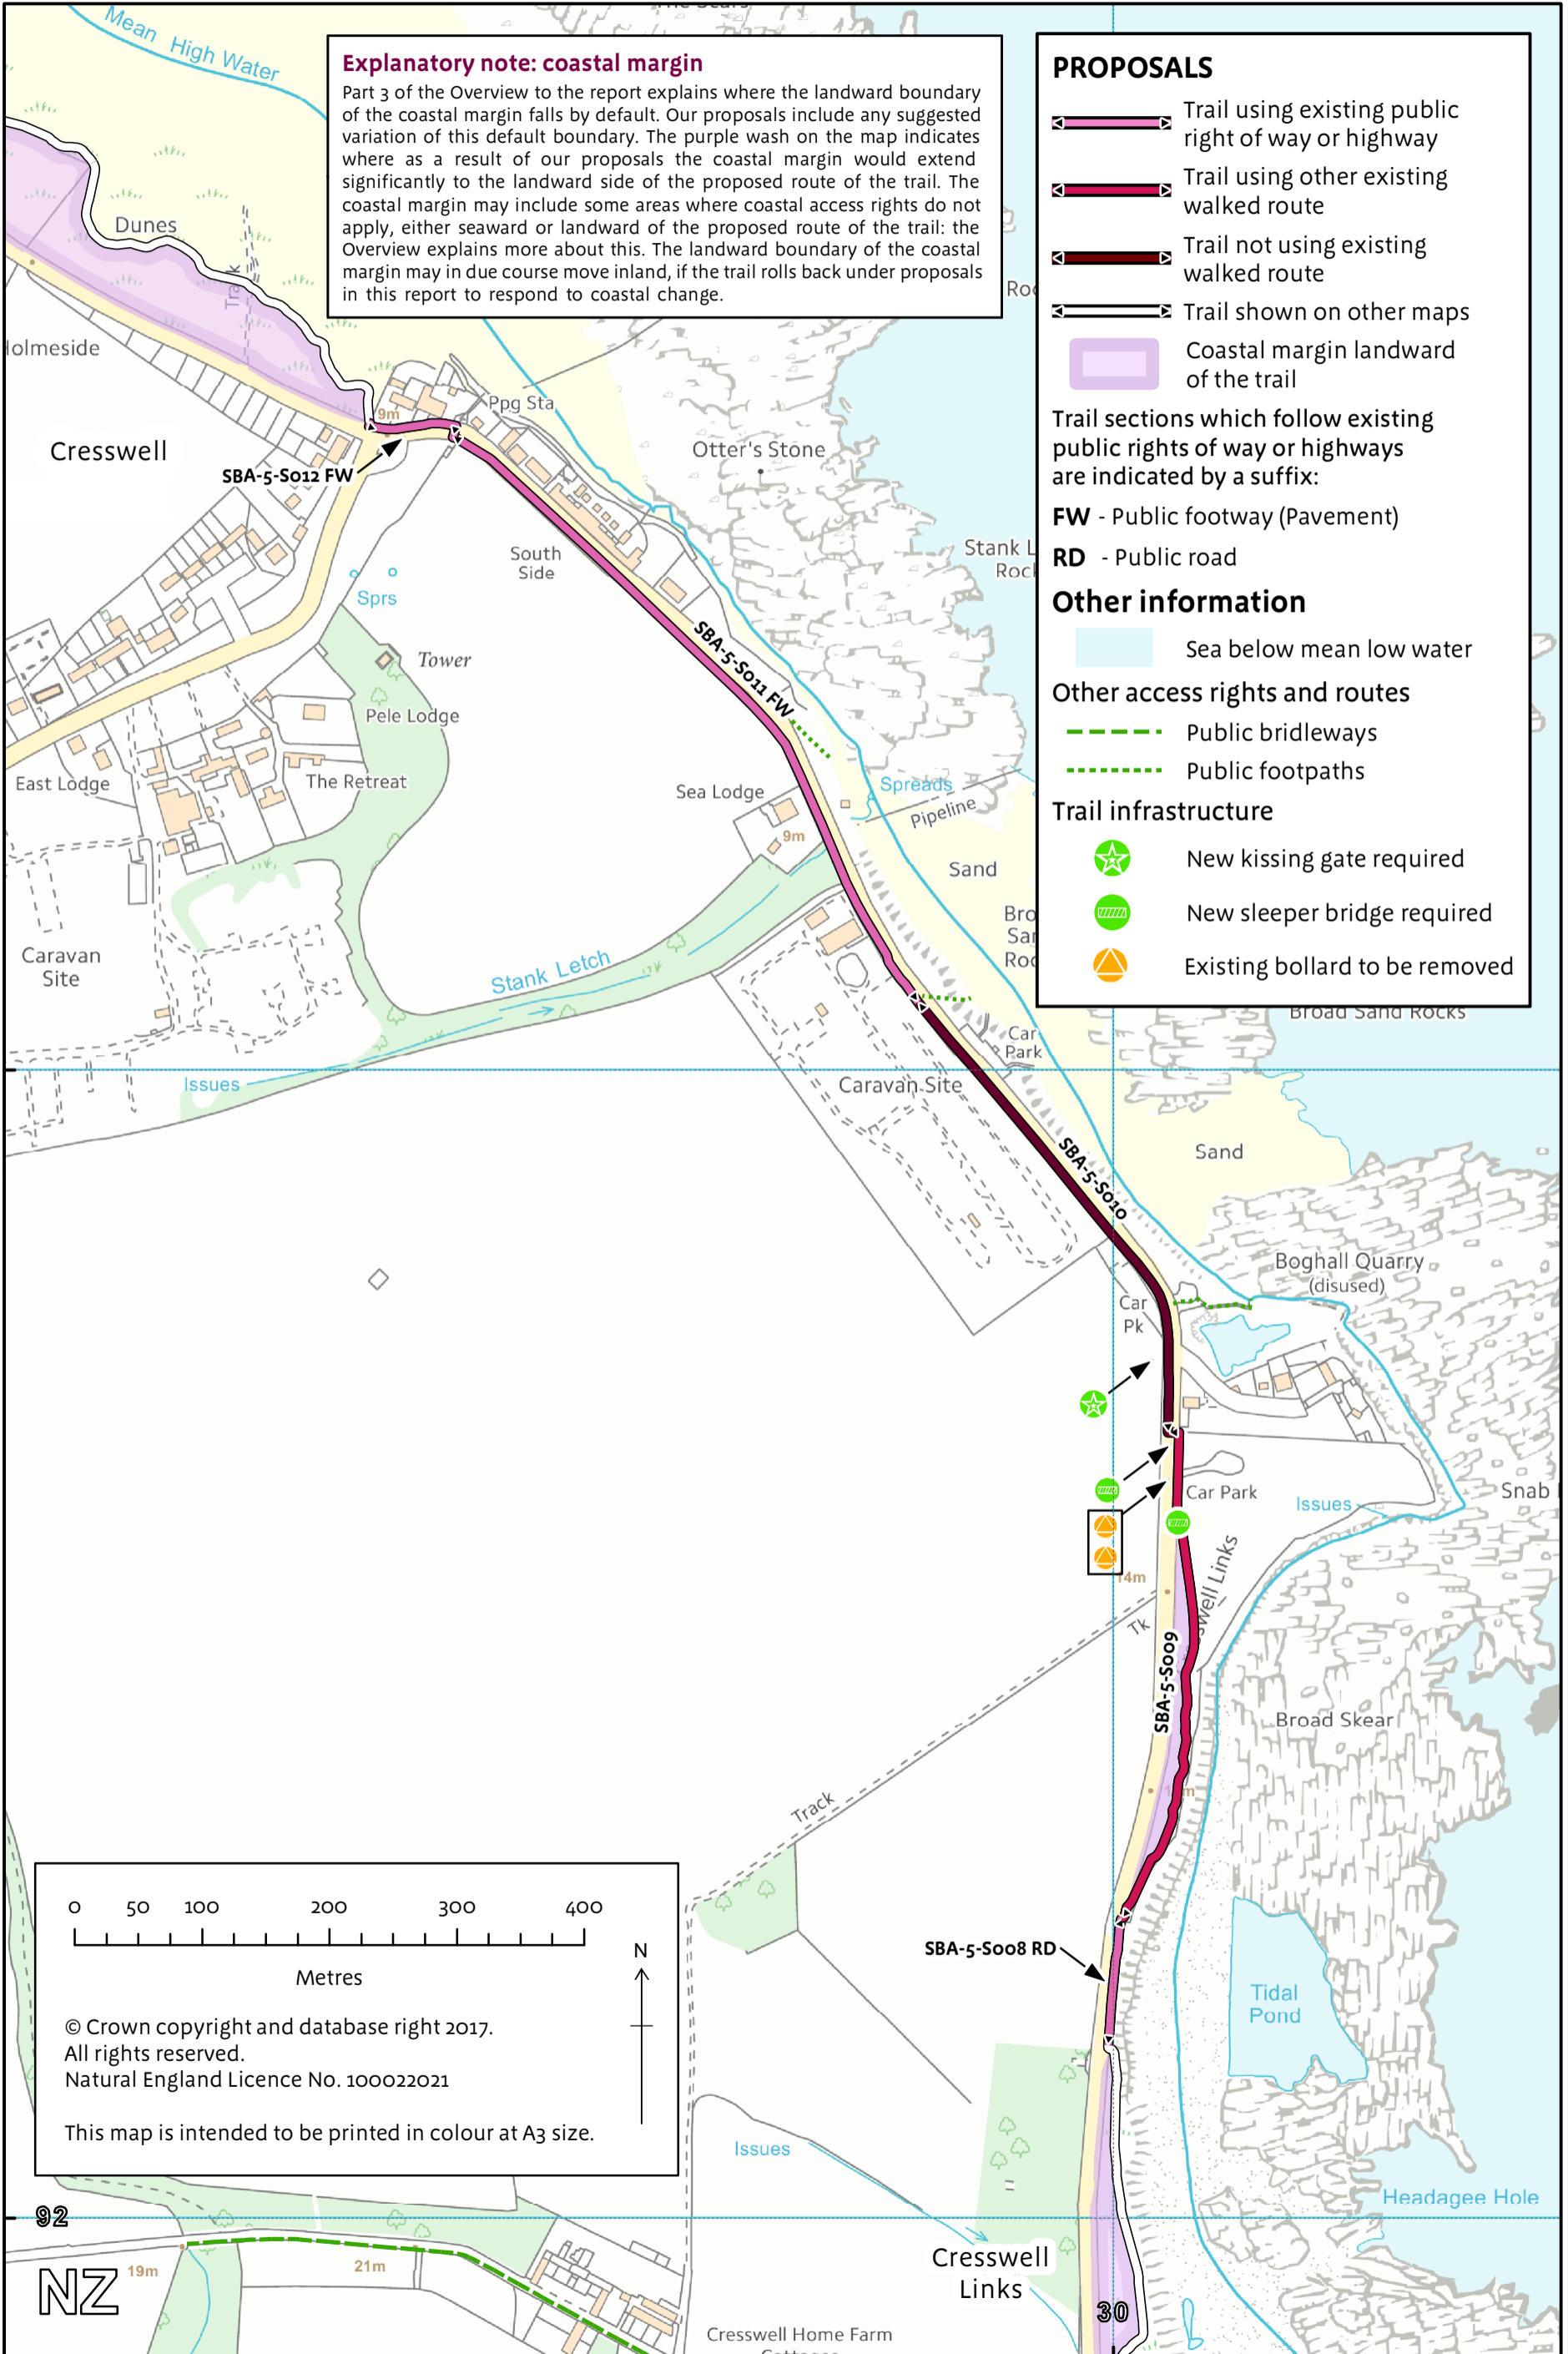 Mean High Water
Explanatory note: coastal margin
Part 3 of the Overview to the report explains where the landward boundary
of the coastal margin falls by default. Our proposals include any suggested
variation of this default boundary. The purple wash on the map indicates
where as a result of our proposals the coastal margin would extend
significantly to the landward side of the proposed route of the trail. The
coastal margin may include some areas where coastal access rights do not
apply, either seaward or landward of the proposed route of the trail: the
Overview explains more about this. The landward boundary of the coastal
margin may in due course move inland, if the trail rolls back under proposals
in this report to respond to coastal change.
PROPOSALS
Trail using existing public
right of way or highway
Trail using other existing
walked route
Trail not using existing
walked route
Trail shown on other maps
Coastal margin landward
of the trail
Trail sections which follow existing
public rights of way or highways
are indicated by a suffix:
FW - Public footway (Pavement)
RD - Public road
Other information
Sea below mean low water
Other access rights and routes
Public bridleways
Public footpaths
Trail infrastructure
New kissing gate required
New sleeper bridge required
Existing bollard to be removed
Dunes
Track
Holmeside
Cresswell
9m
Ppg Sta
SBA-5-S012 FW
Otter's Stone
South
Side
Stank L
Rock
Sprs
Tower
SBA-5-S011 FW
Pele Lodge
East Lodge
The Retreat
Sea Lodge
9m
Spreads
Pipeline
Sand
Caravan
Site
Stank Letch
Issues
Car
Park
Caravan Site
Broad Sand Rocks
SBA-5-S010
Sand
Boghall Quarry
(disused)
Car
Pk
Car Park
Issues
Snab
14m
Tk
swell Links
SBA-5-S009
Broad Skear
Track
SBA-5-S008 RD
Tidal
Pond
0 50 100 200 300 400
Metres
N
© Crown copyright and database right 2017.
All rights reserved.
Natural England Licence No. 100022021
This map is intended to be printed in colour at A3 size.
Issues
Headagee Hole
92
19m
21m
NZ
Cresswell
Links
30
Cresswell Home Farm